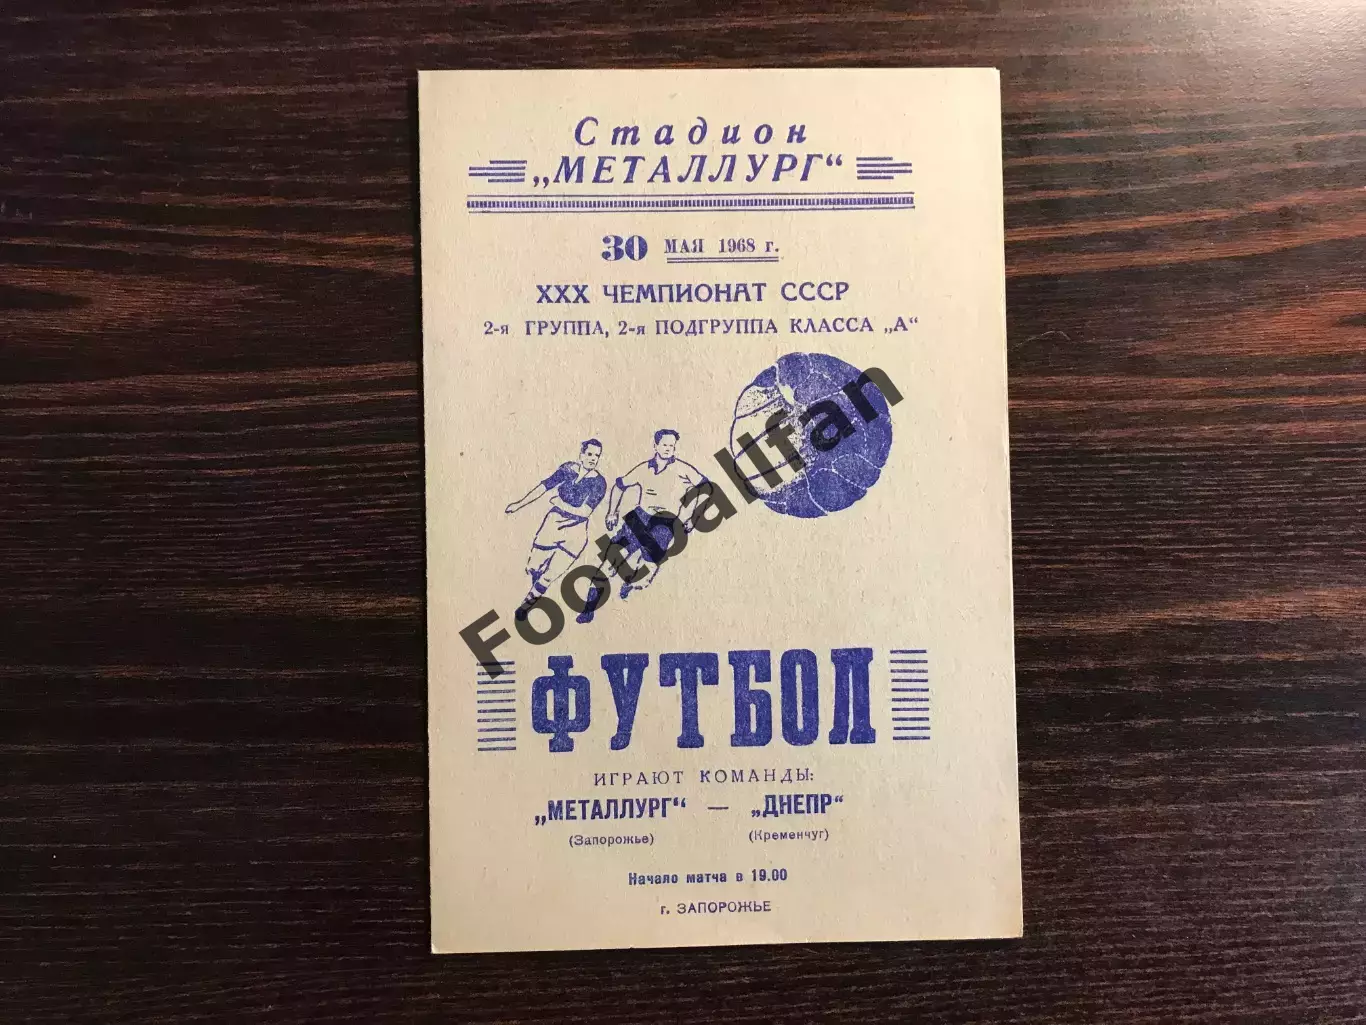 Стадион
„МЕТАЛЛУРГ“
30 МАЯ 1968 г.
XXX ЧЕМПИОНАТ СССР
2-я ГРУППА, 2-я ПОДГРУППА КЛАССА „А“
Footballfan
ФУТБОЛ
ИГРАЮТ КОМАНДЫ:
„МЕТАЛЛУРГ“ — „ДНЕПР“
(Запорожье) (Кременчуг)
Начало матча в 19.00
г. ЗАПОРОЖЬЕ